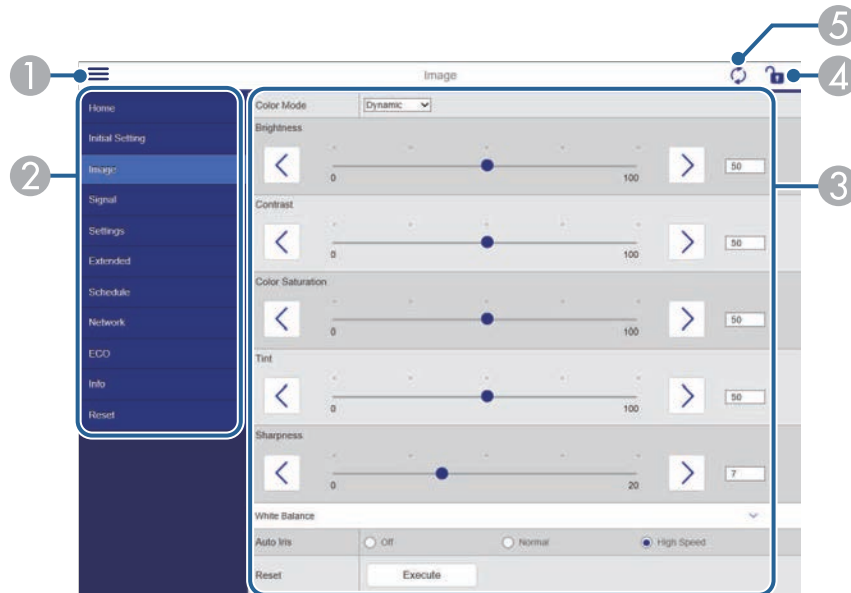 5
1
Image
4
Home
Initial Setting
Image
Signal
Settings
Extended
Schedule
Network
ECO
Info
Reset
2
Color Mode
Dynamic
Brightness
0
100
50
3
Contrast
0
100
50
Color Saturation
0
100
50
Tint
0
100
50
Sharpness
0
20
7
White Balance
Auto Iris
Off
Normal
High Speed
Reset
Execute